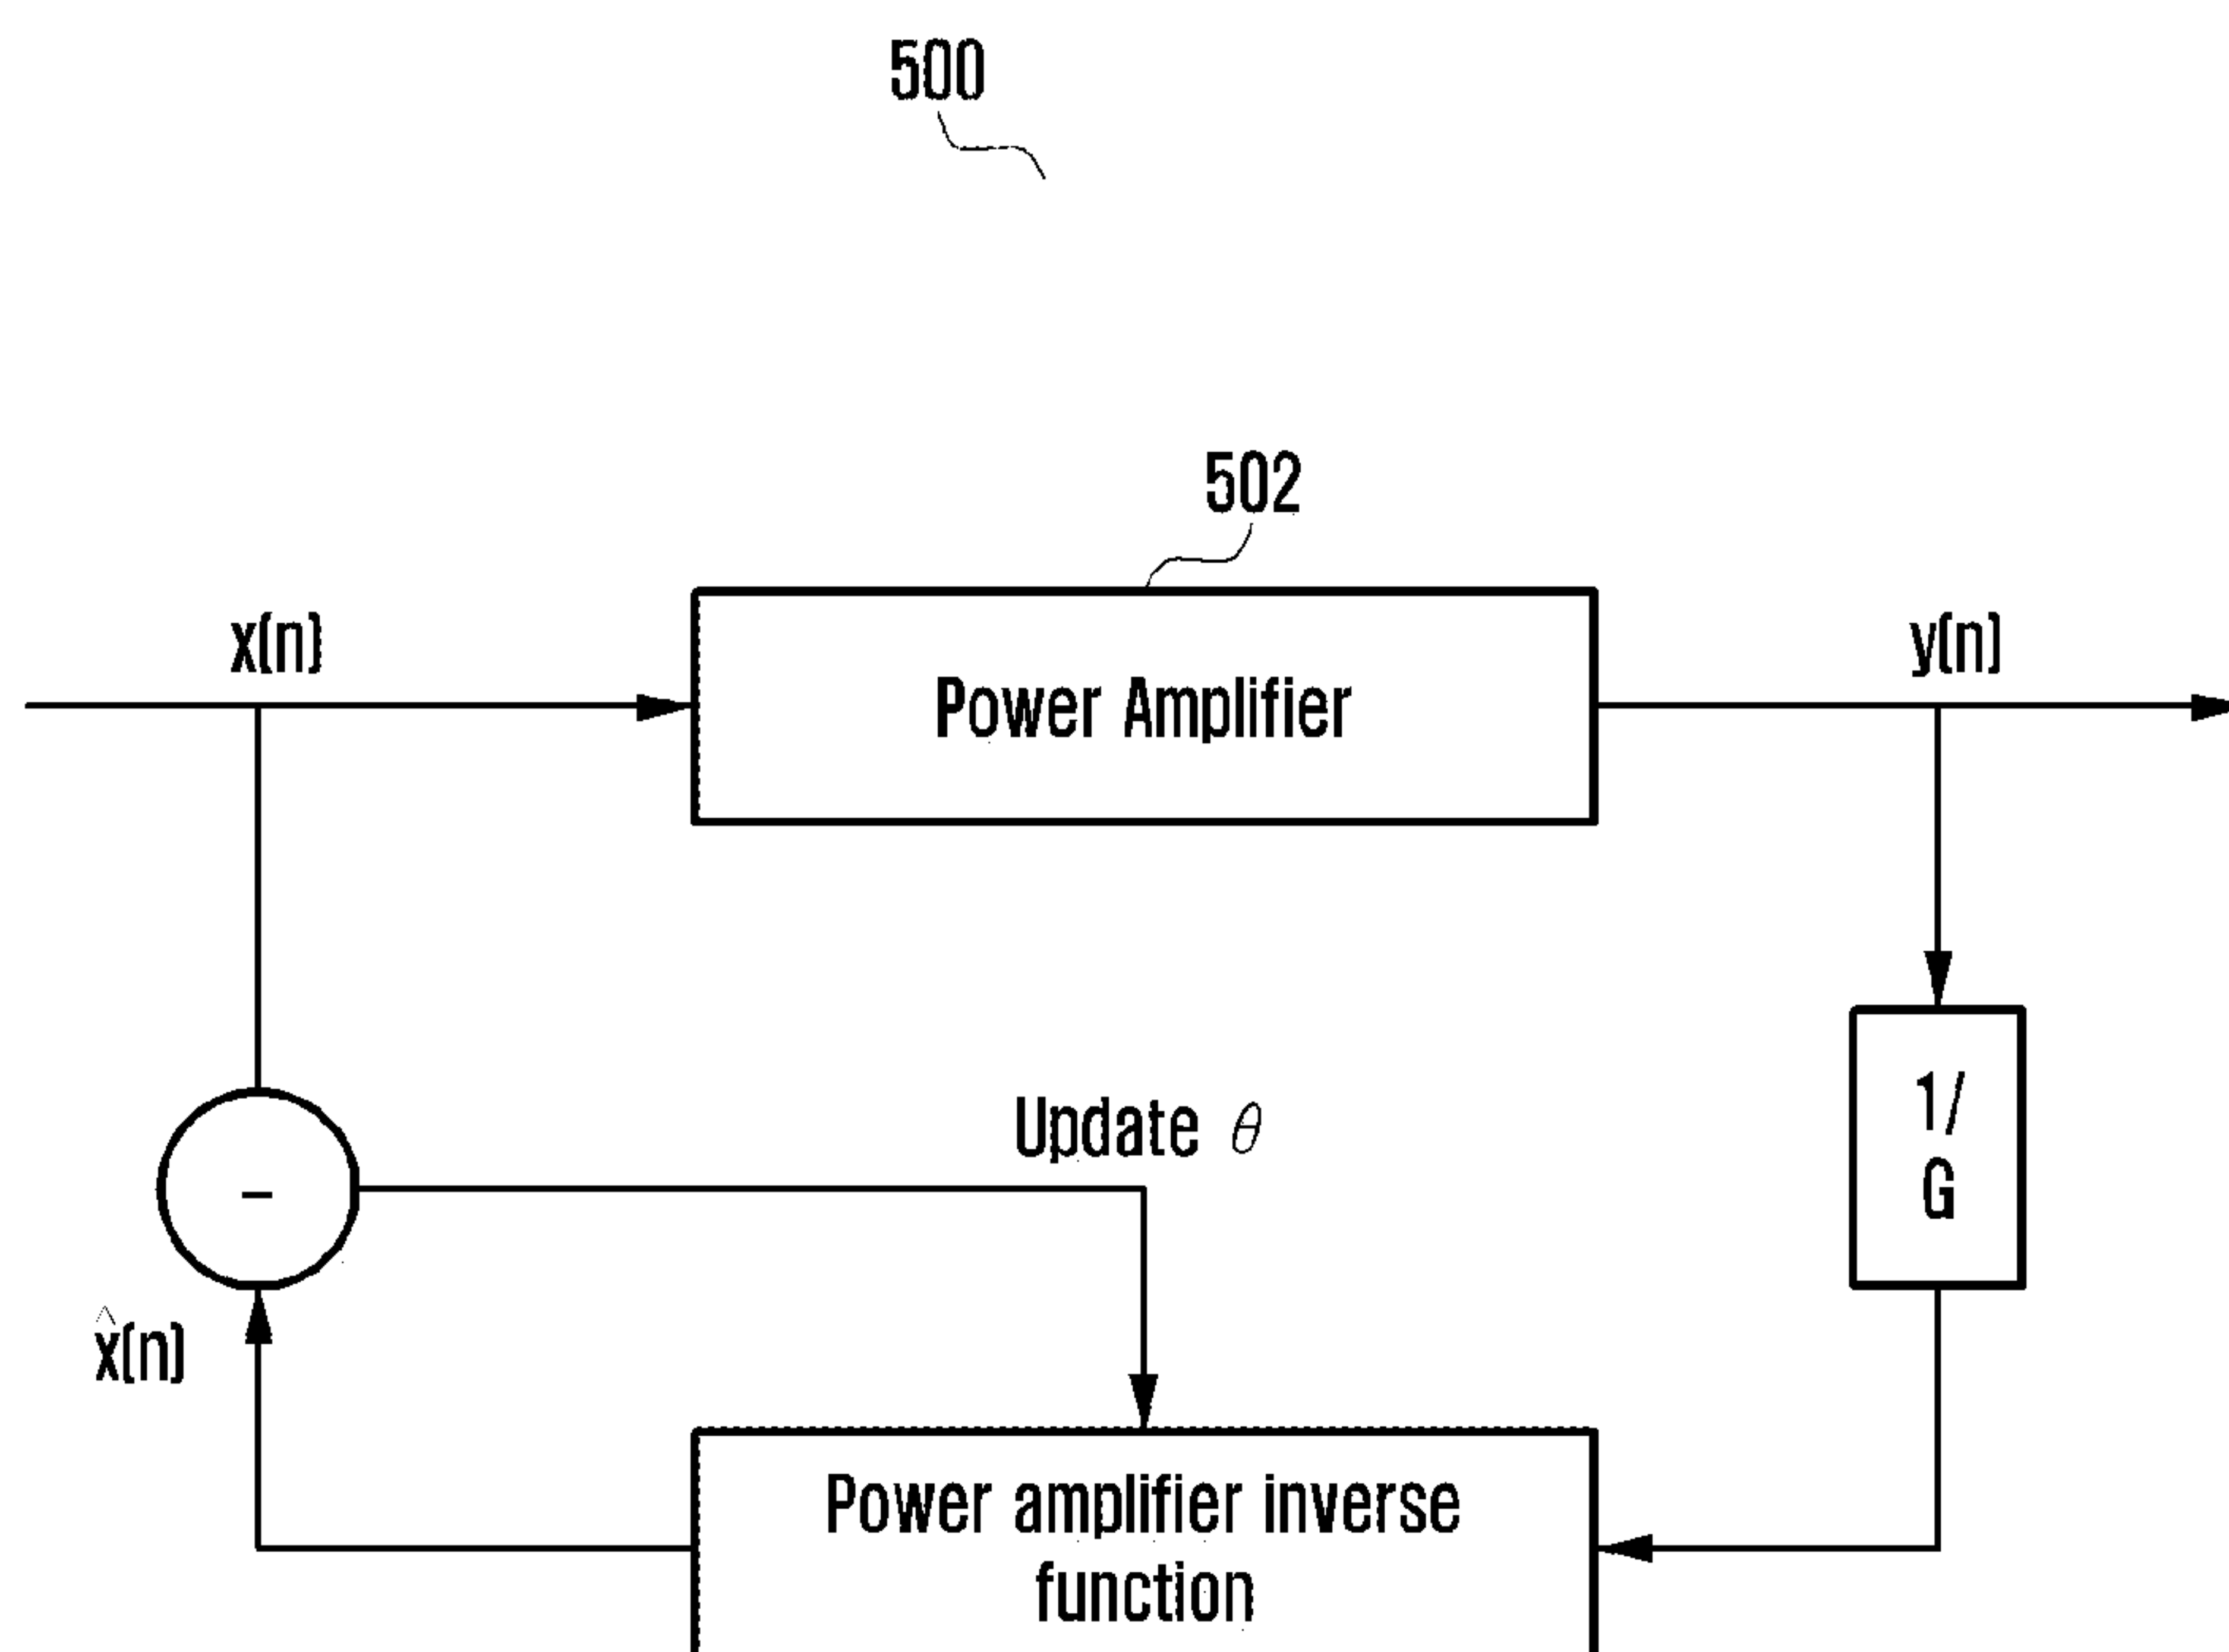 500
502
x(n)
Power Amplifier
y(n)
1/
G
Update θ
-
x̂(n)
Power amplifier inverse
function